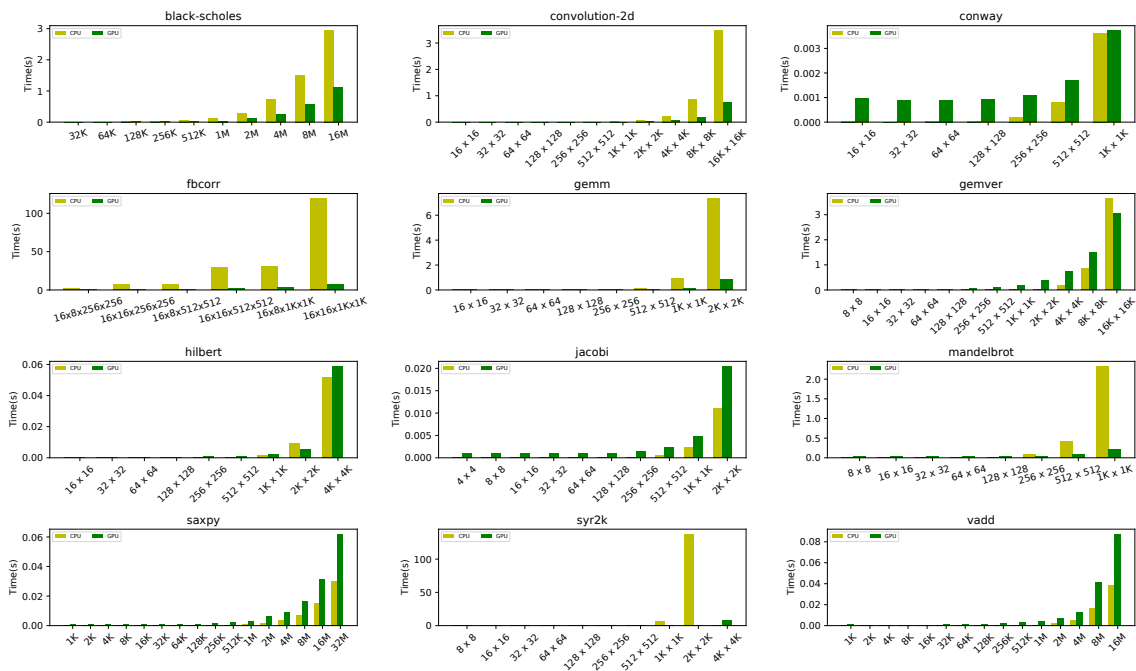 black-scholes
3
2
1
0
Time(s)
CPU GPU
32K 64K 128K 256K 512K 1M 2M 4M 8M 16M
convolution-2d
3
2
1
0
Time(s)
CPU GPU
16 x 16 32 x 32 64 x 64 128 x 128 256 x 256 512 x 512 1K x 1K 2K x 2K 4K x 4K 8K x 8K 16K x 16K
conway
0.003
0.002
0.001
0.000
Time(s)
CPU GPU
16 x 16 32 x 32 64 x 64 128 x 128 256 x 256 512 x 512 1K x 1K
fbcorr
100
50
0
Time(s)
CPU GPU
16x8x256x256 16x16x256x256 16x8x512x512 16x16x512x512 16x8x1Kx1K 16x16x1Kx1K
gemm
6
4
2
0
Time(s)
CPU GPU
16 x 16 32 x 32 64 x 64 128 x 128 256 x 256 512 x 512 1K x 1K 2K x 2K
gemver
3
2
1
0
Time(s)
CPU GPU
8 x 8 16 x 16 32 x 32 64 x 64 128 x 128 256 x 256 512 x 512 1K x 1K 2K x 2K 4K x 4K 8K x 8K 16K x 16K
hilbert
0.06
0.04
0.02
0.00
Time(s)
CPU GPU
16 x 16 32 x 32 64 x 64 128 x 128 256 x 256 512 x 512 1K x 1K 2K x 2K 4K x 4K
jacobi
0.020
0.015
0.010
0.005
0.000
Time(s)
CPU GPU
4 x 4 8 x 8 16 x 16 32 x 32 64 x 64 128 x 128 256 x 256 512 x 512 1K x 1K 2K x 2K
mandelbrot
2.0
1.5
1.0
0.5
0.0
Time(s)
CPU GPU
8 x 8 16 x 16 32 x 32 64 x 64 128 x 128 256 x 256 512 x 512 1K x 1K
saxpy
0.06
0.04
0.02
0.00
Time(s)
CPU GPU
1K 2K 4K 8K 16K 32K 64K 128K 256K 512K 1M 2M 4M 8M 16M 32M
syr2k
100
50
0
Time(s)
CPU GPU
8 x 8 16 x 16 32 x 32 64 x 64 128 x 128 256 x 256 512 x 512 1K x 1K 2K x 2K 4K x 4K
vadd
0.08
0.06
0.04
0.02
0.00
Time(s)
CPU GPU
1K 2K 4K 8K 16K 32K 64K 128K 256K 512K 1M 2M 4M 8M 16M